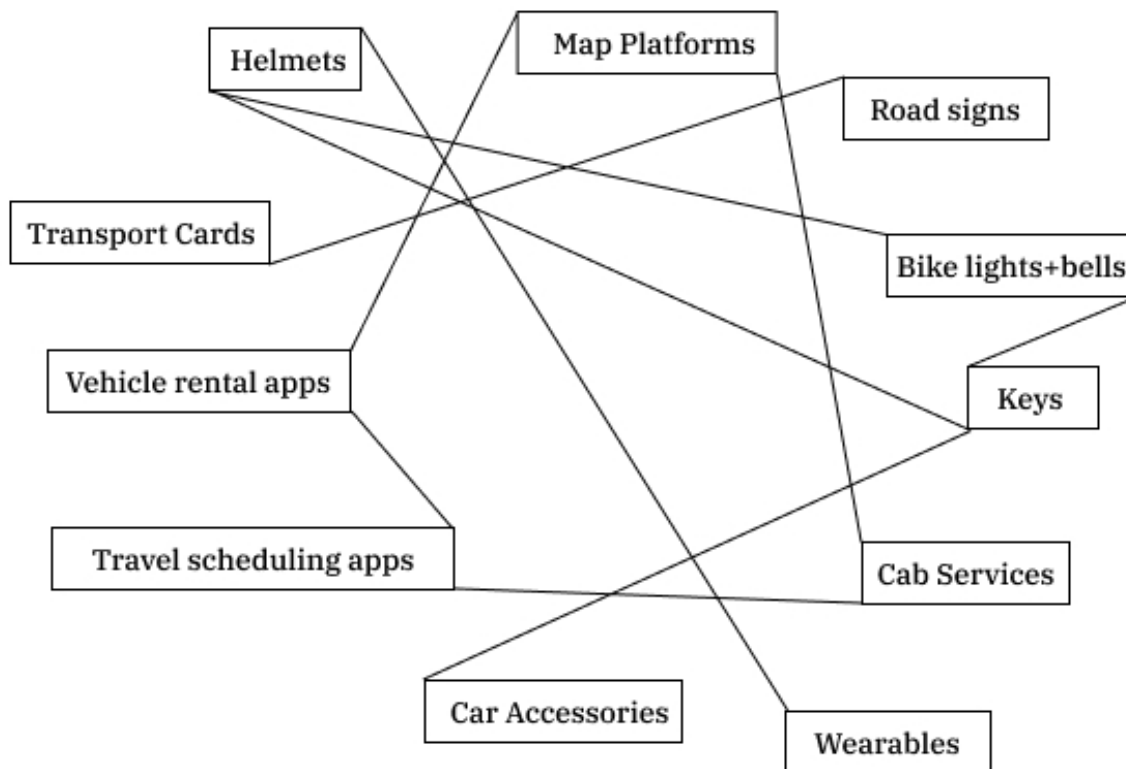 Helmets
Map Platforms
Road signs
Transport Cards
Bike lights+bells
Vehicle rental apps
Keys
Travel scheduling apps
Cab Services
Car Accessories
Wearables